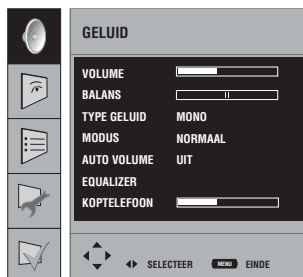 GELUID
VOLUME
BALANS
TYPE GELUID MONO
MODUS NORMAAL
AUTO VOLUME UIT
EQUALIZER
KOPTELEFOON
SELECTEER MENU EINDE